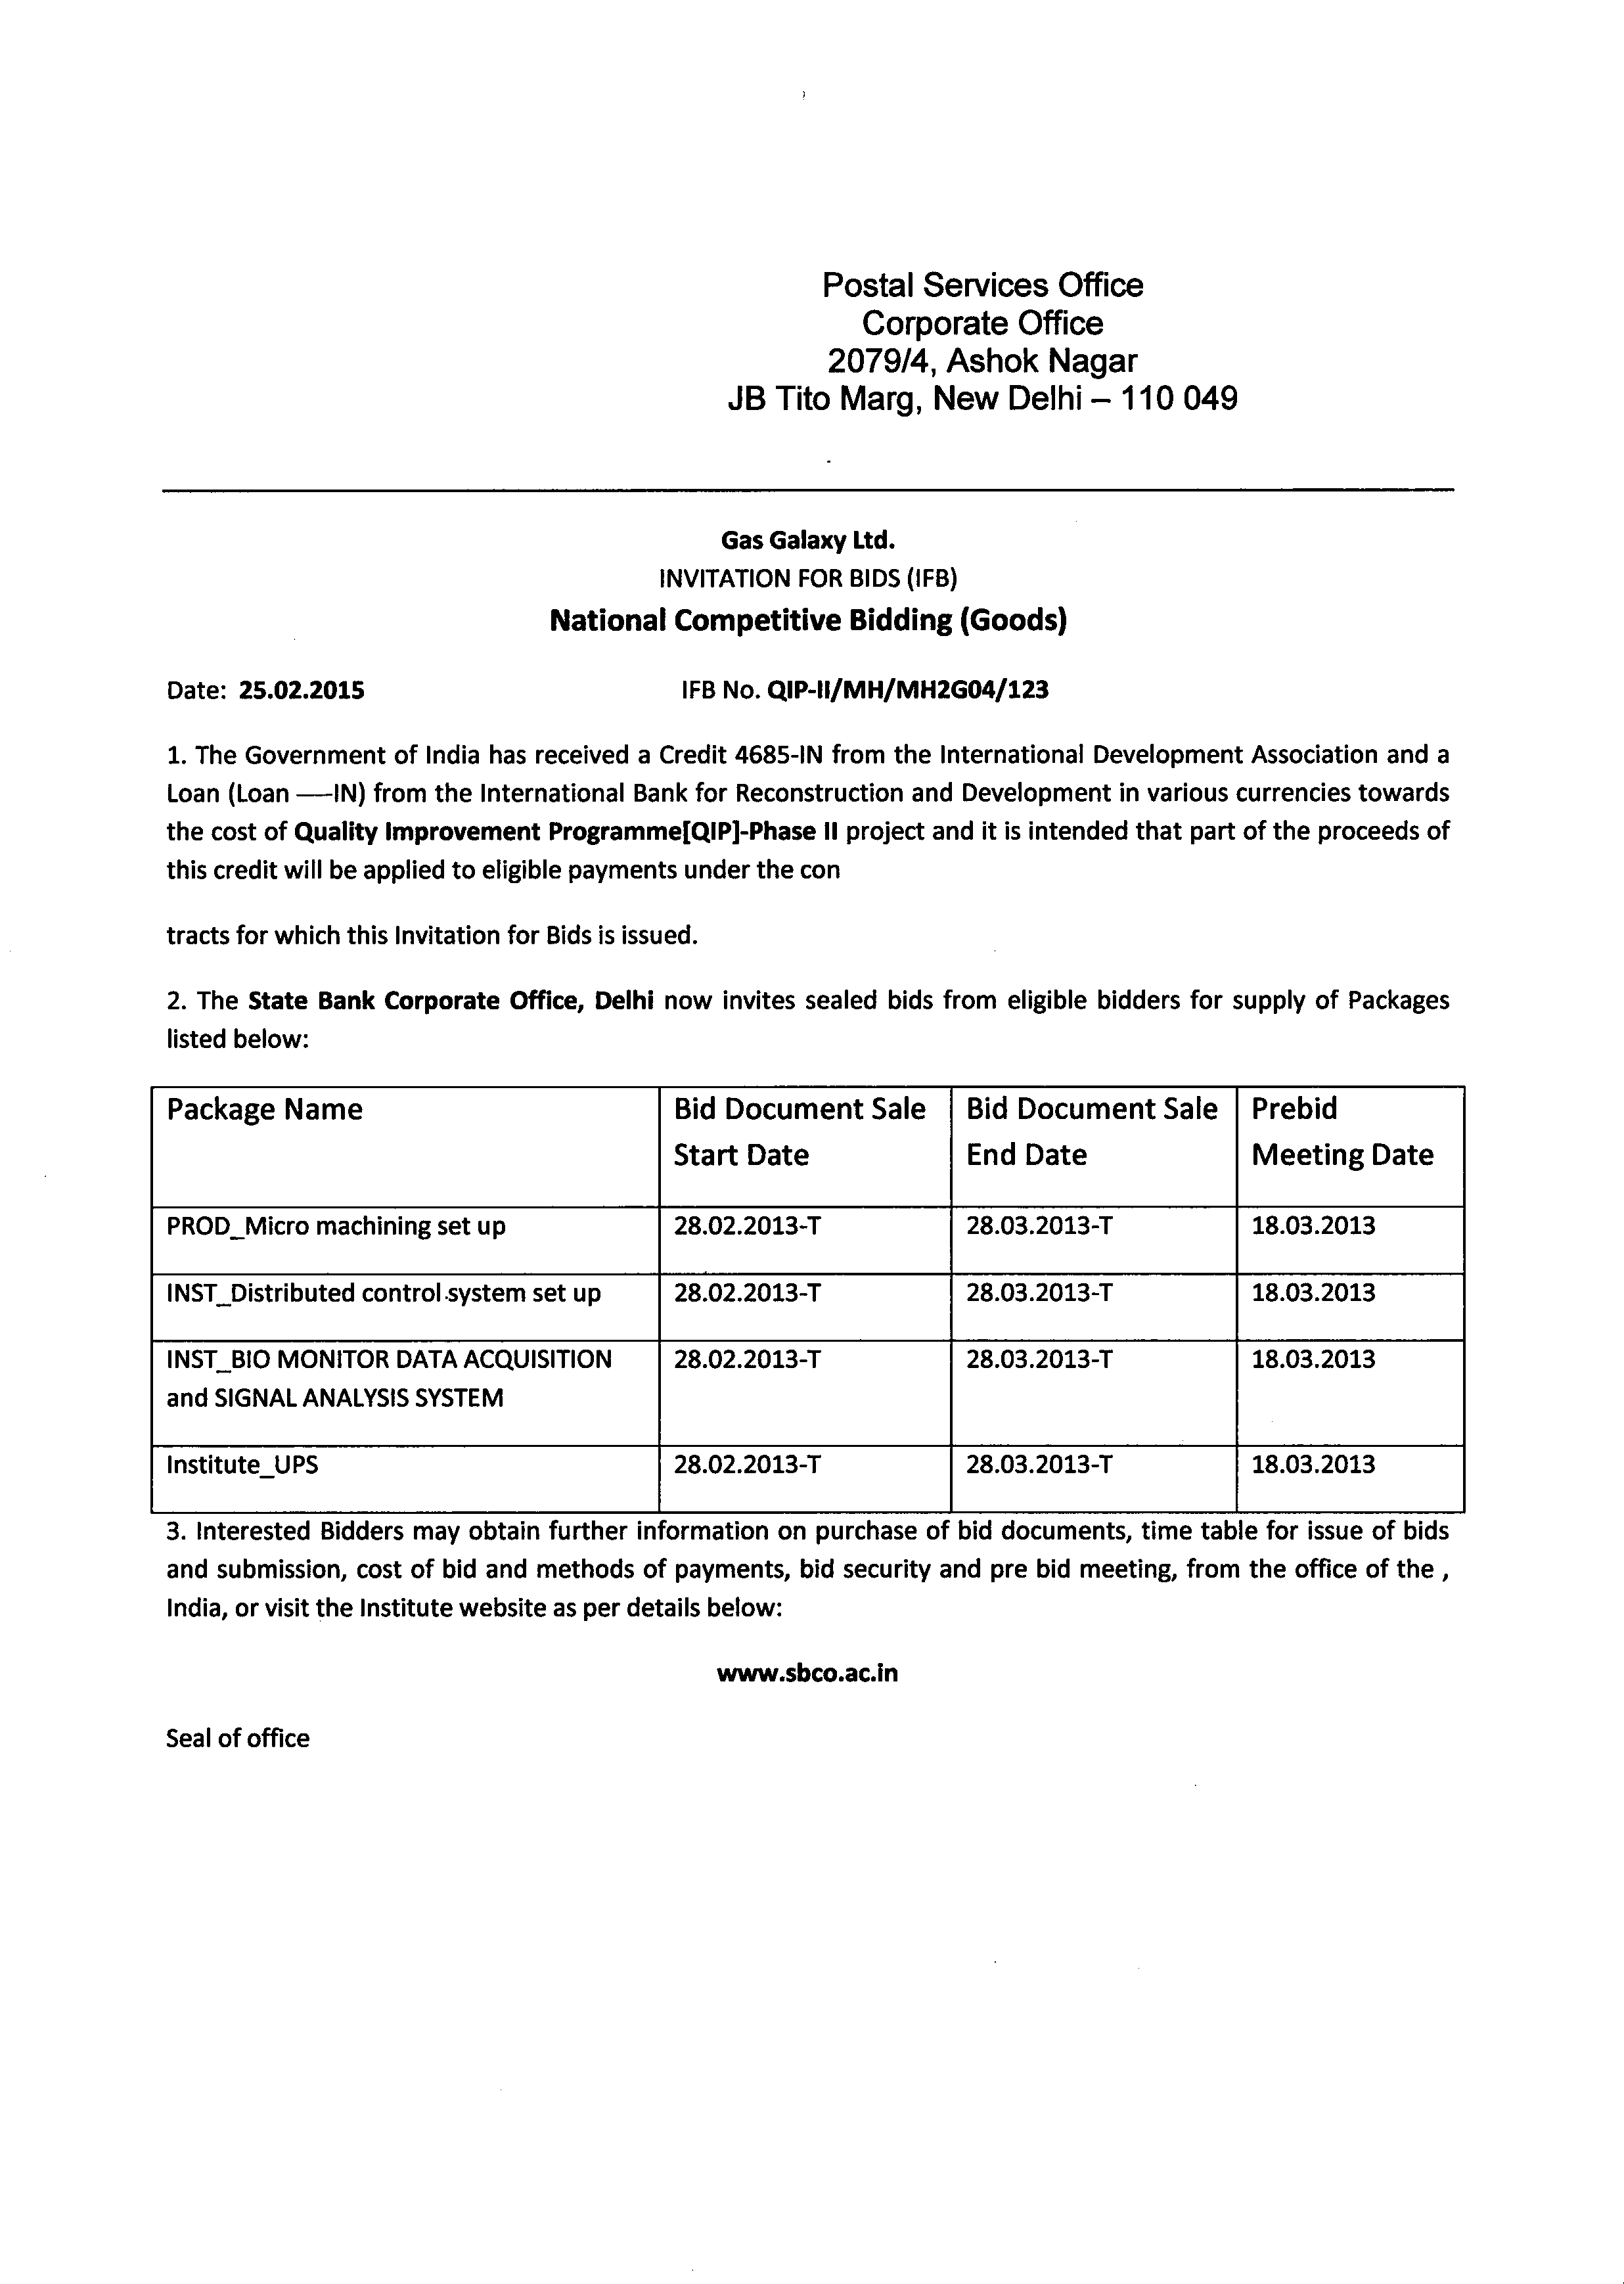 Postal Services Office
Corporate Office
2079/4, Ashok Nagar
JB Tito Marg, New Delhi – 110 049
Gas Galaxy Ltd.
INVITATION FOR BIDS (IFB)
National Competitive Bidding (Goods)
Date: 25.02.2015 IFB No. QIP-II/MH/MH2G04/123
1. The Government of India has received a Credit 4685-IN from the International Development Association and a
Loan (Loan —–IN) from the International Bank for Reconstruction and Development in various currencies towards
the cost of Quality Improvement Programme[QIP]-Phase II project and it is intended that part of the proceeds of
this credit will be applied to eligible payments under the con
tracts for which this Invitation for Bids is issued.
2. The State Bank Corporate Office, Delhi now invites sealed bids from eligible bidders for supply of Packages
listed below:
Package Name Bid Document Sale Bid Document Sale Prebid
Start Date End Date Meeting Date
PROD_Micro machining set up 28.02.2013-T 28.03.2013-T 18.03.2013
INST_Distributed control system set up 28.02.2013-T 28.03.2013-T 18.03.2013
INST_BIO MONITOR DATA ACQUISITION 28.02.2013-T 28.03.2013-T 18.03.2013
and SIGNAL ANALYSIS SYSTEM
Institute_UPS 28.02.2013-T 28.03.2013-T 18.03.2013
3. Interested Bidders may obtain further information on purchase of bid documents, time table for issue of bids
and submission, cost of bid and methods of payments, bid security and pre bid meeting, from the office of the ,
India, or visit the Institute website as per details below:
www.sbco.ac.in
Seal of office